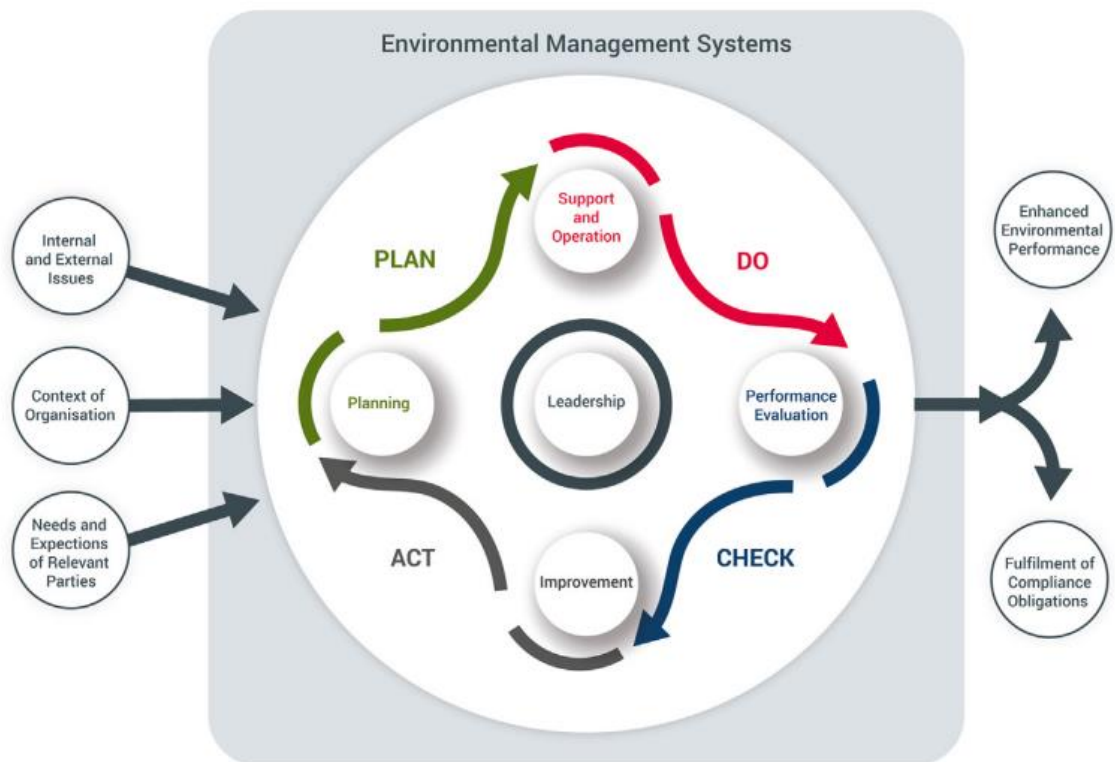 Environmental Management Systems
Support
and
Operation
PLAN
DO
Internal
and External
Issues
Enhanced
Environmental
Performance
Context of
Organisation
Planning
Leadership
Performance
Evaluation
Needs and
Expections
of Relevant
Parties
ACT
CHECK
Improvement
Fulfilment of
Compliance
Obligations